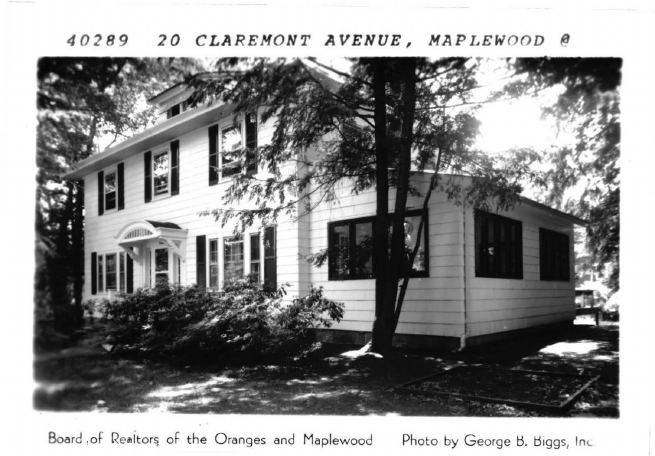 40289 20 CLAREMONT AVENUE, MAPLEWOOD @
Board of Realtors of the Oranges and Maplewood Photo by George B. Biggs, Inc.